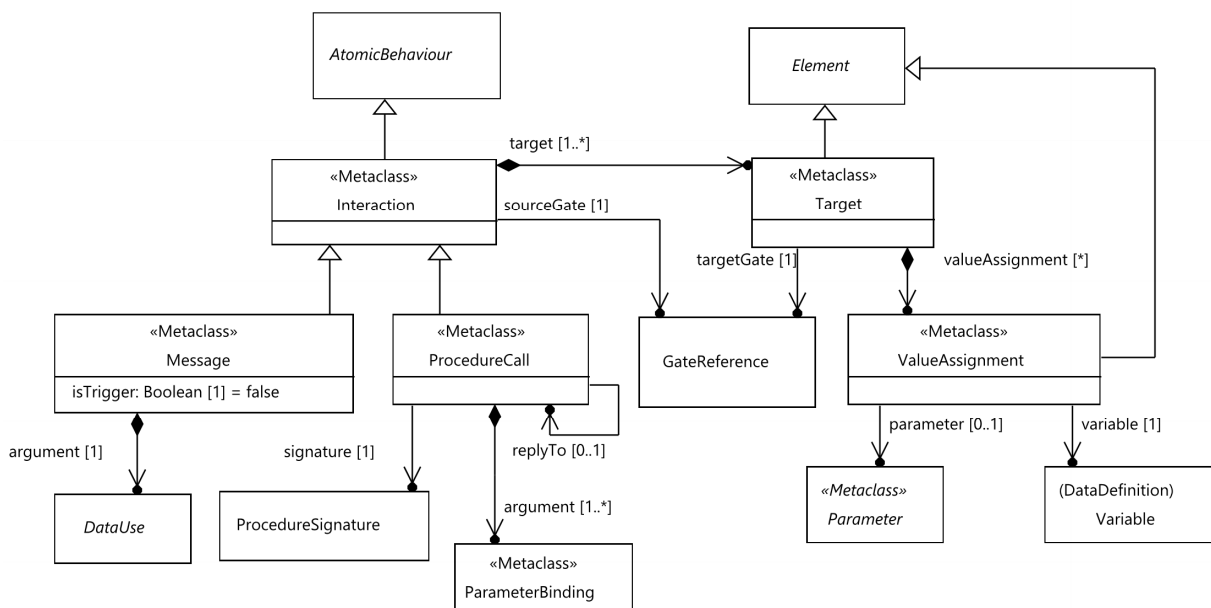 AtomicBehaviour
Element
target [1..*]
«Metaclass»
Interaction
«Metaclass»
Target
sourceGate [1]
targetGate [1]
valueAssignment [*]
«Metaclass»
Message
isTrigger: Boolean [1] = false
«Metaclass»
ProcedureCall
GateReference
«Metaclass»
ValueAssignment
argument [1]
signature [1]
replyTo [0..1]
parameter [0..1]
variable [1]
DataUse
ProcedureSignature
argument [1..*]
«Metaclass»
Parameter
(DataDefinition)
Variable
«Metaclass»
ParameterBinding